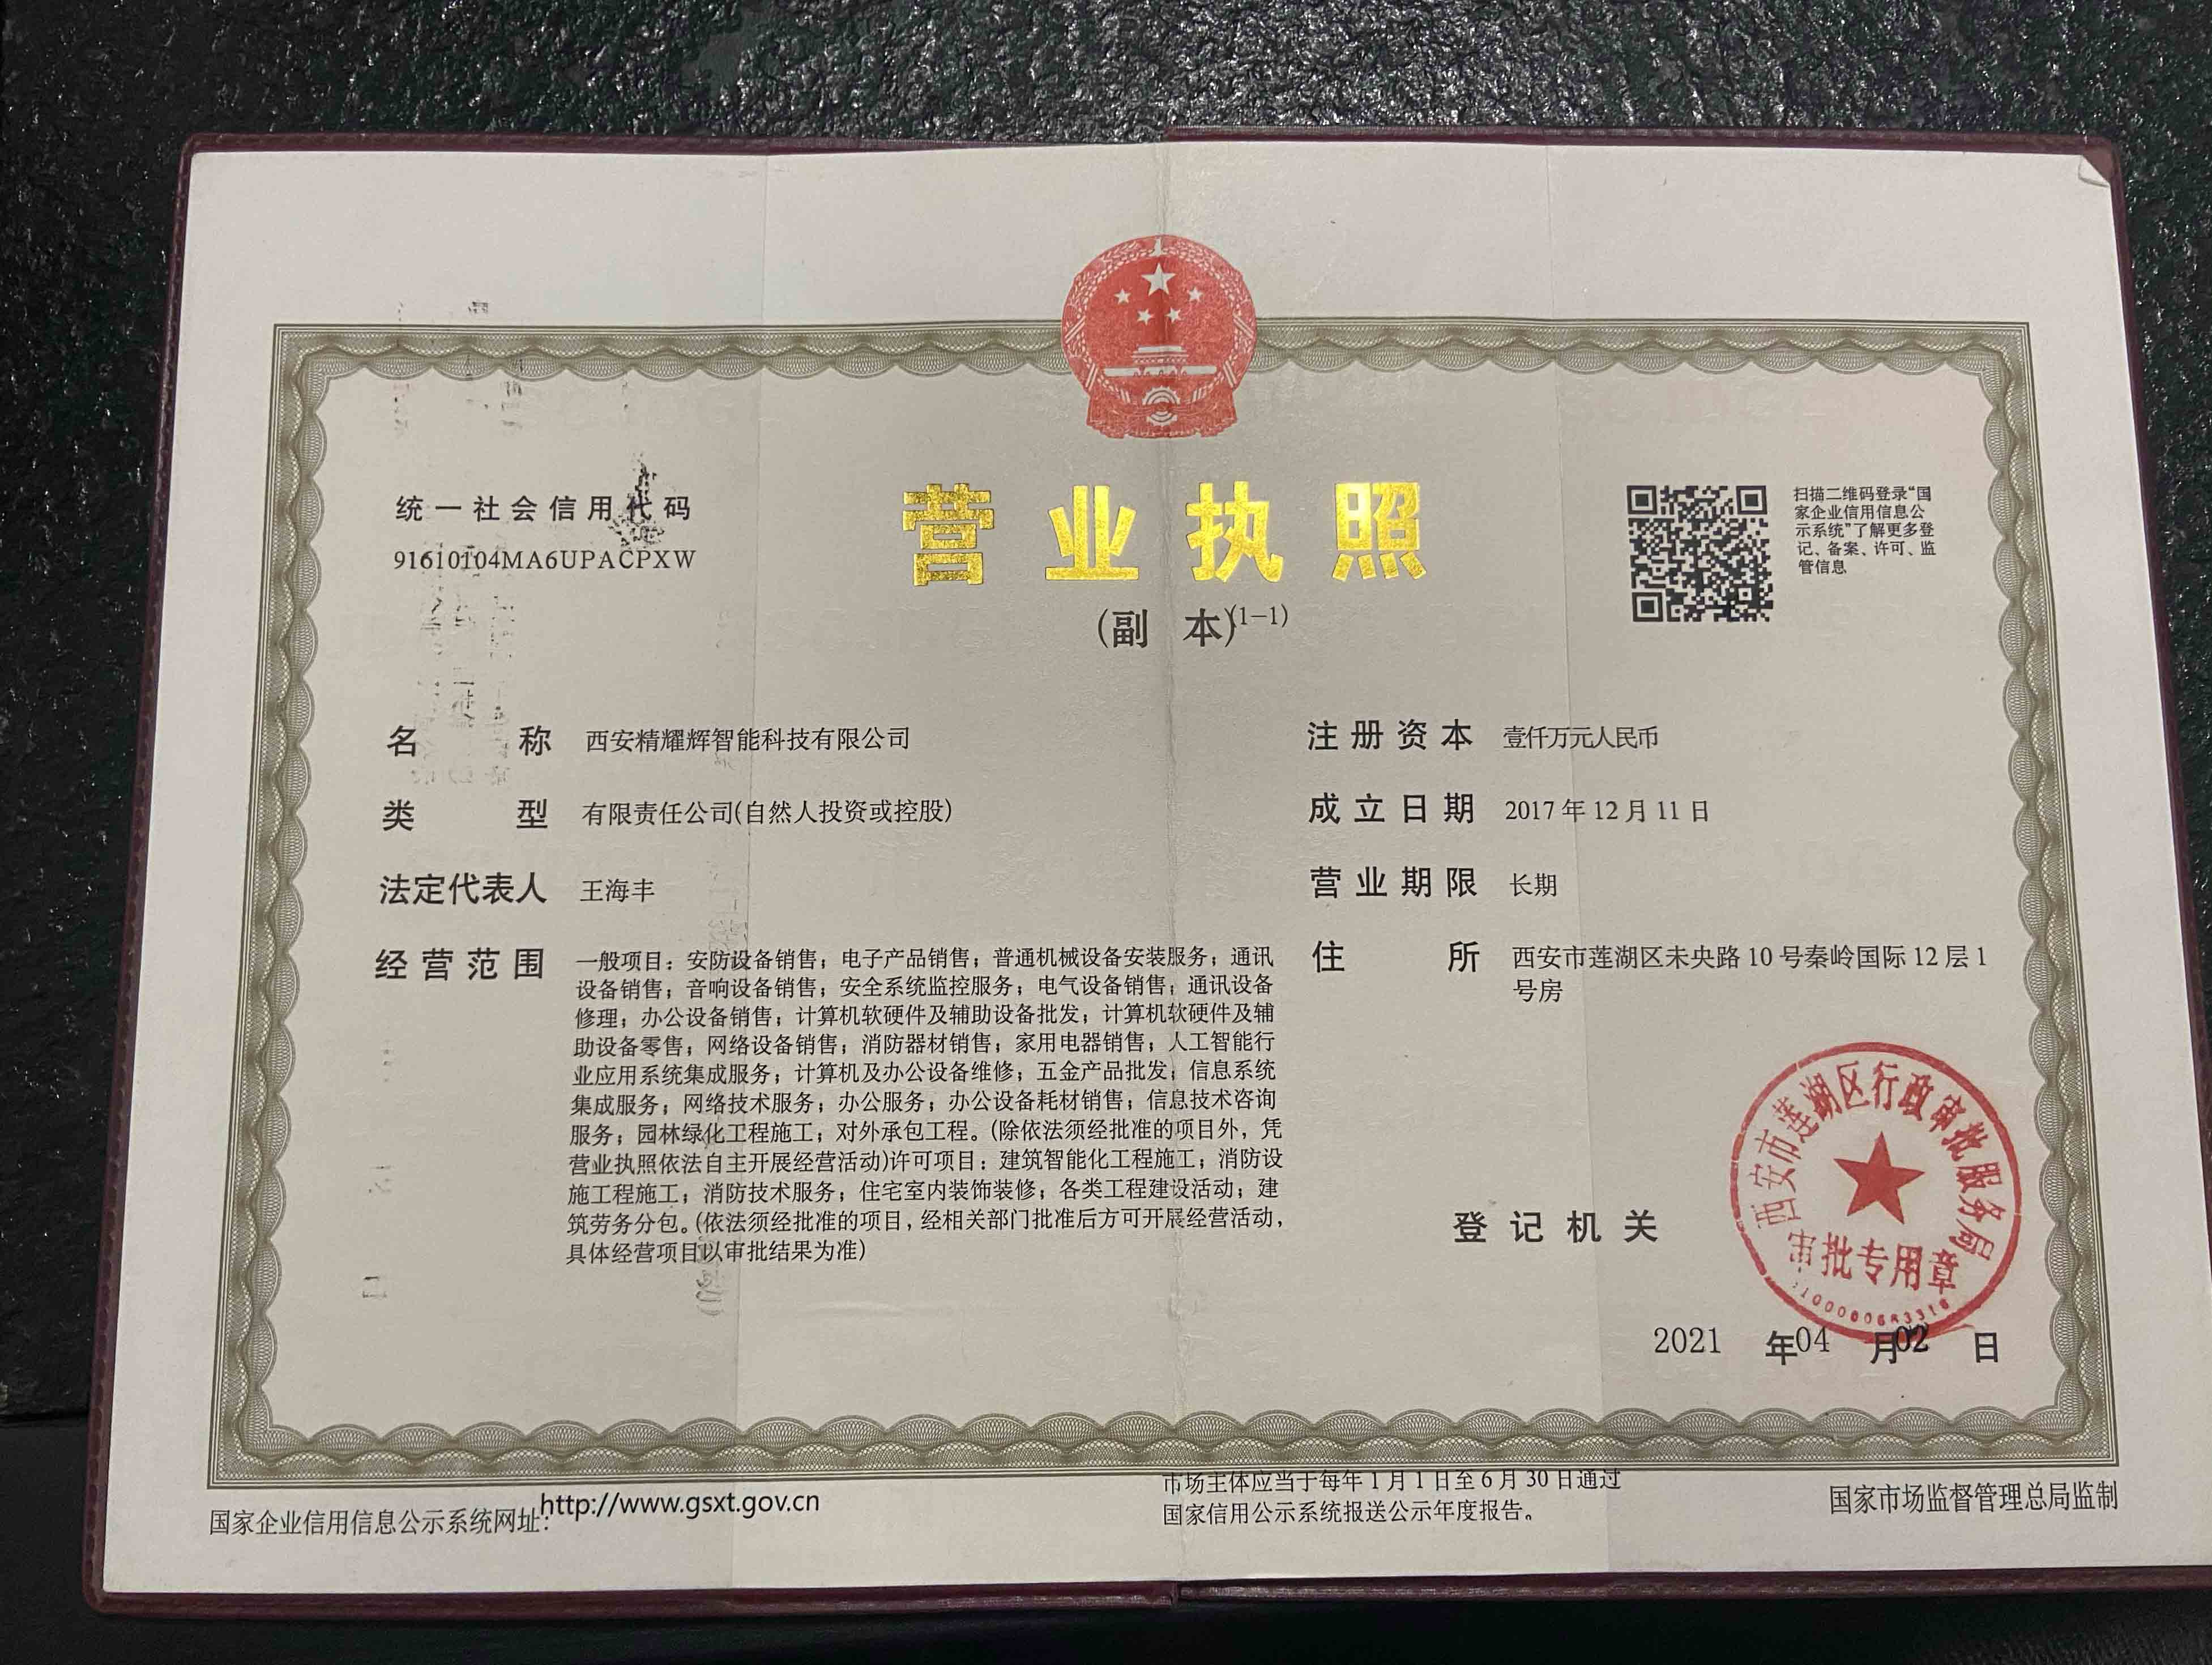 统一社会信用代码
91610104MA6UPACPXW
营业执照
(副 本)(1-1)
扫描二维码登录“国
家企业信用信息公
示系统”了解更多登
记、备案、许可、监
管信息
名 称 西安精耀辉智能科技有限公司
类 型 有限责任公司(自然人投资或控股)
法定代表人 王海丰
经营范围 一般项目：安防设备销售；电子产品销售；普通机械设备安装服务；通讯
设备销售；音响设备销售；安全系统监控服务；电气设备销售；通讯设备
修理；办公设备销售；计算机软硬件及辅助设备批发；计算机软硬件及辅
助设备零售；网络设备销售；消防器材销售；家用电器销售；人工智能行
业应用系统集成服务；计算机及办公设备维修；五金产品批发；信息系统
集成服务；网络技术服务；办公服务；办公设备耗材销售；信息技术咨询
服务；园林绿化工程施工；对外承包工程。(除依法须经批准的项目外，凭
营业执照依法自主开展经营活动)许可项目：建筑智能化工程施工；消防设
施工程施工；消防技术服务；住宅室内装饰装修；各类工程建设活动；建
筑劳务分包。(依法须经批准的项目，经相关部门批准后方可开展经营活动，
具体经营项目以审批结果为准)
注册资本 壹仟万元人民币
成立日期 2017年12月11日
营业期限 长期
住 所 西安市莲湖区未央路10号秦岭国际12层1
号房
登记机关
西安市莲湖区行政审批服务局
审批专用章
2021 年04 月02 日
国家企业信用信息公示系统网址：http://www.gsxt.gov.cn
市场主体应当于每年1月1日至6月30日通过
国家信用公示系统报送公示年度报告。
国家市场监督管理总局监制